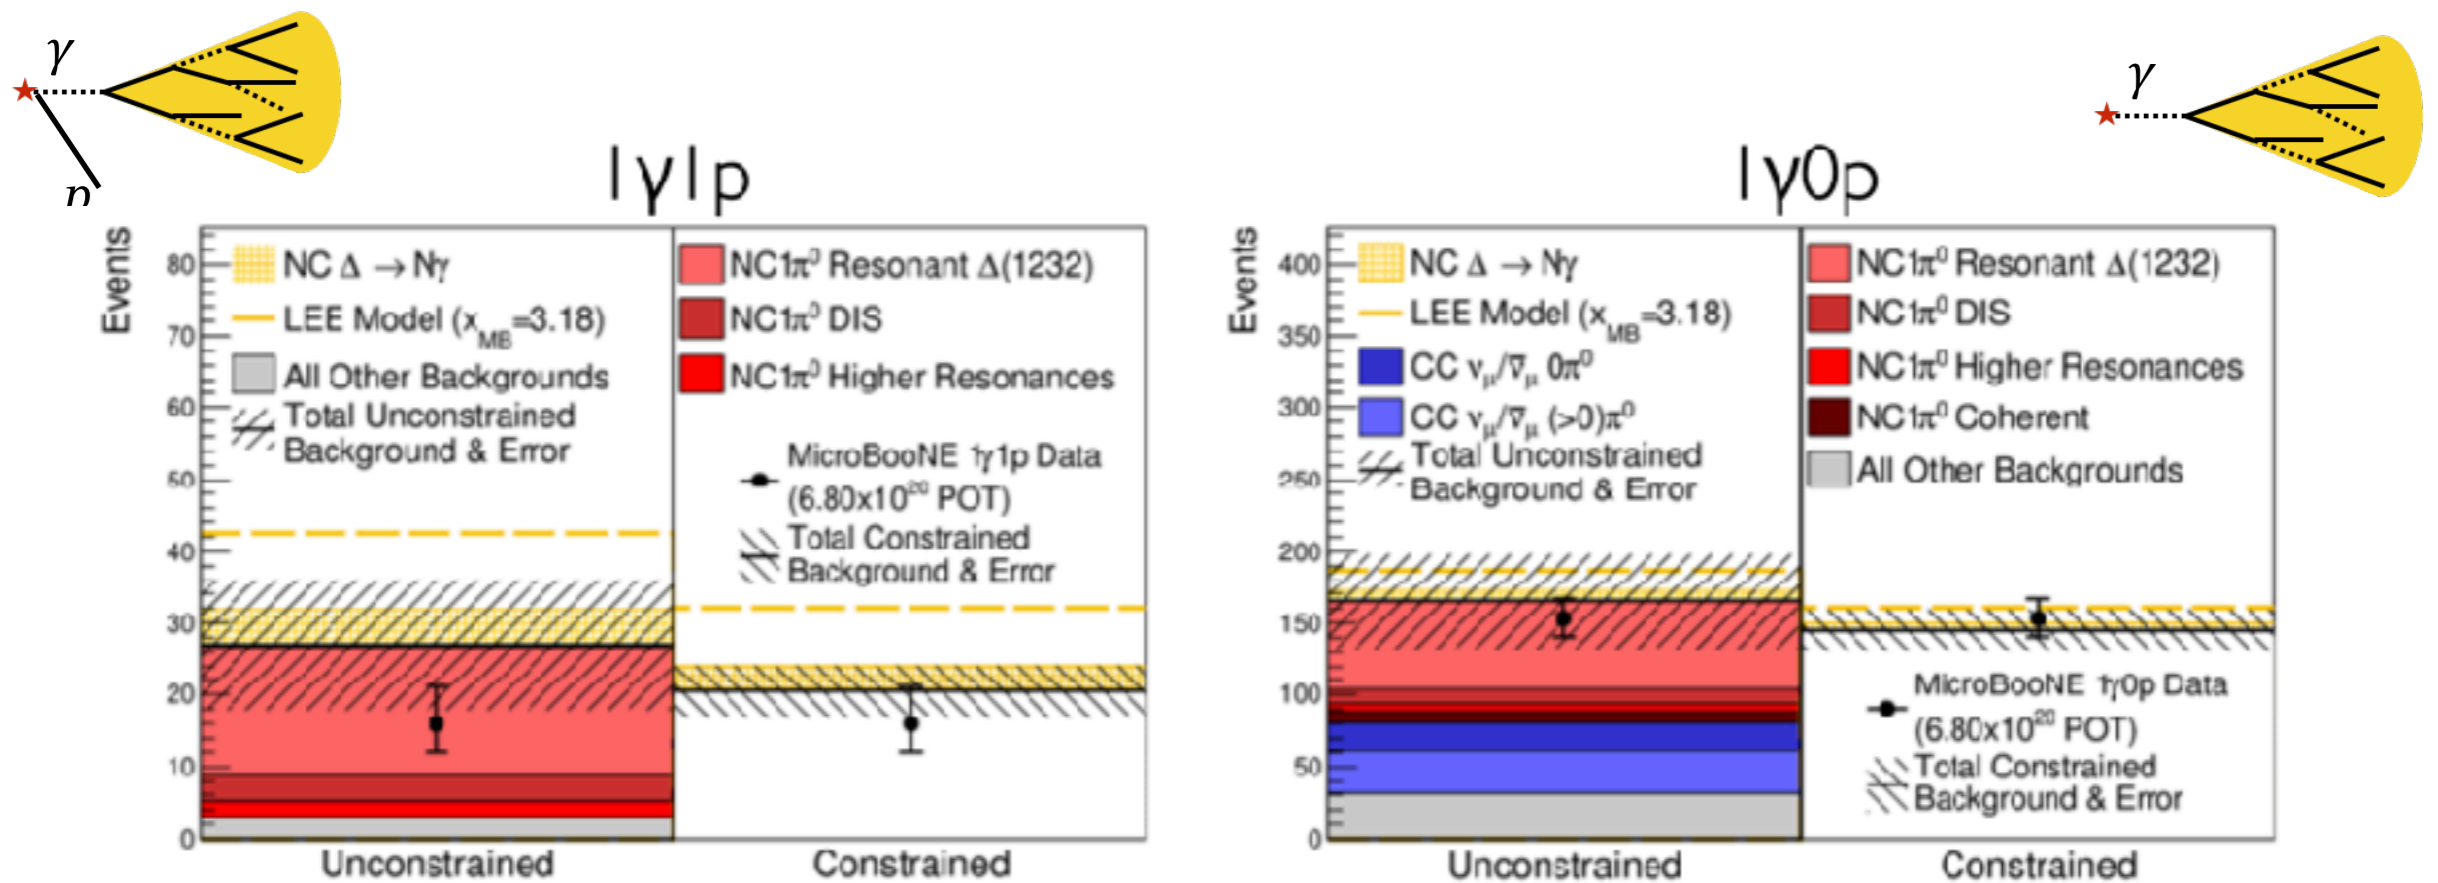 γ
p
γ
1γ1p
1γ0p
Events
80
70
60
50
40
30
20
10
0
NC Δ → Nγ
LEE Model (x_MB=3.18)
All Other Backgrounds
Total Unconstrained
Background & Error
NC1π⁰ Resonant Δ(1232)
NC1π⁰ DIS
NC1π⁰ Higher Resonances
MicroBooNE 1γ1p Data
(6.80x10²⁰ POT)
Total Constrained
Background & Error
Unconstrained
Constrained
Events
400
350
300
250
200
150
100
50
0
NC Δ → Nγ
LEE Model (x_MB=3.18)
CC ν_μ/ν̅_μ 0π⁰
CC ν_μ/ν̅_μ (>0)π⁰
Total Unconstrained
Background & Error
NC1π⁰ Resonant Δ(1232)
NC1π⁰ DIS
NC1π⁰ Higher Resonances
NC1π⁰ Coherent
All Other Backgrounds
MicroBooNE 1γ0p Data
(6.80x10²⁰ POT)
Total Constrained
Background & Error
Unconstrained
Constrained